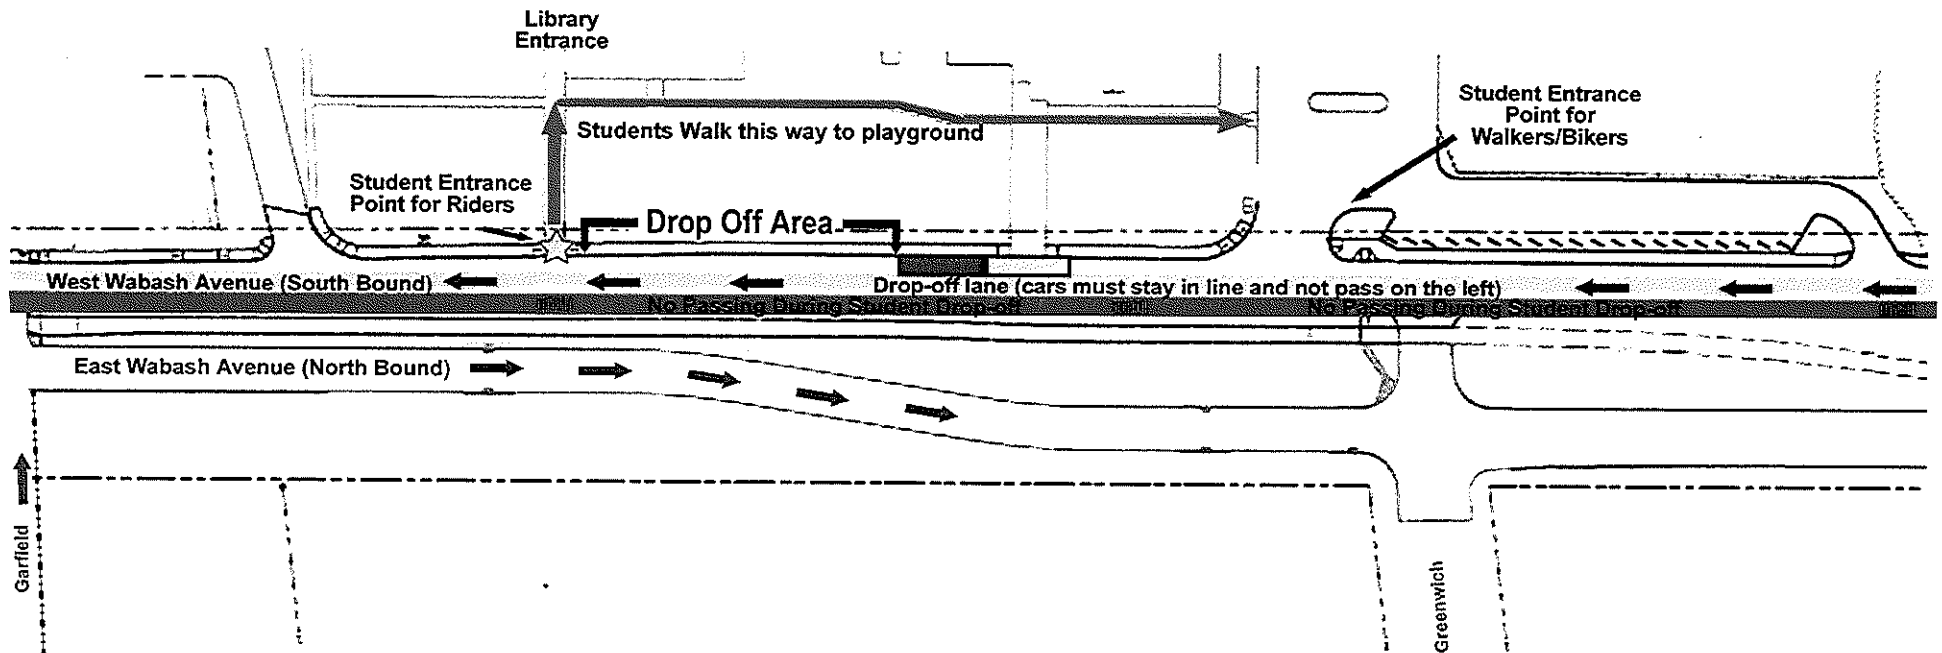 Library
Entrance
Students Walk this way to playground
Student Entrance
Point for
Walkers/Bikers
Student Entrance
Point for Riders
Drop Off Area
West Wabash Avenue (South Bound)
Drop-off lane (cars must stay in line and not pass on the left)
No Passing During Student Drop-off
No Passing During Student Drop-off
East Wabash Avenue (North Bound)
Garfield
Greenwich